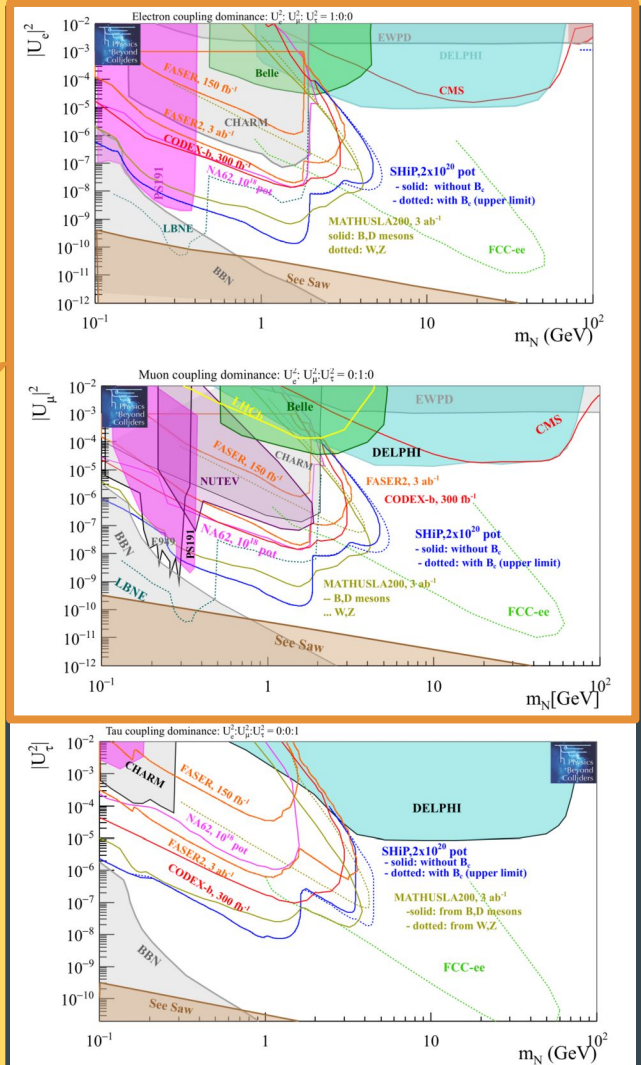 Electron coupling dominance: U²ₑ: U²μ: U²τ = 1:0:0
|Uₑ|²
10⁻²
10⁻³
10⁻⁴
10⁻⁵
10⁻⁶
10⁻⁷
10⁻⁸
10⁻⁹
10⁻¹⁰
10⁻¹¹
10⁻¹²
Physics
Beyond
Colliders
EWPD
DELPHI
Belle
CMS
FASER, 150 fb⁻¹
CHARM
FASER2, 3 ab⁻¹
CODEX-b, 300 fb⁻¹
NA62, 10¹⁸ pot
PS191
SHiP,2x10²⁰ pot
- solid: without B꜀
- dotted: with B꜀ (upper limit)
MATHUSLA200, 3 ab⁻¹
solid: B,D mesons
dotted: W,Z
LBNE
FCC-ee
BBN
See Saw
10⁻¹ 1 10 10²
m_N (GeV)
Muon coupling dominance: U²ₑ: U²μ:U²τ = 0:1:0
|Uμ|²
10⁻²
10⁻³
10⁻⁴
10⁻⁵
10⁻⁶
10⁻⁷
10⁻⁸
10⁻⁹
10⁻¹⁰
10⁻¹¹
10⁻¹²
Physics
Beyond
Colliders
LHCb
Belle
EWPD
CMS
FASER, 150 fb⁻¹
CHARM
DELPHI
NUTEV
FASER2, 3 ab⁻¹
CODEX-b, 300 fb⁻¹
NA62, 10¹⁸ pot
E949
PS191
SHiP,2x10²⁰ pot
- solid: without B꜀
- dotted: with B꜀ (upper limit)
BBN
LBNE
MATHUSLA200, 3 ab⁻¹
-- B,D mesons
... W,Z
FCC-ee
See Saw
10⁻¹ 1 10 10²
m_N[GeV]
Tau coupling dominance: U²ₑ:U²μ:U²τ = 0:0:1
|U²τ|
10⁻²
10⁻³
10⁻⁴
10⁻⁵
10⁻⁶
10⁻⁷
10⁻⁸
10⁻⁹
10⁻¹⁰
Physics
Beyond
Colliders
CHARM
FASER, 150 fb⁻¹
DELPHI
NA62, 10¹⁸ pot
FASER2, 3 ab⁻¹
CODEX-b, 300 fb⁻¹
SHiP,2x10²⁰ pot
- solid: without B꜀
- dotted: with B꜀ (upper limit)
MATHUSLA200, 3 ab⁻¹
-solid: from B,D mesons
- dotted: from W,Z
BBN
FCC-ee
See Saw
10⁻¹ 1 10 10²
m_N (GeV)